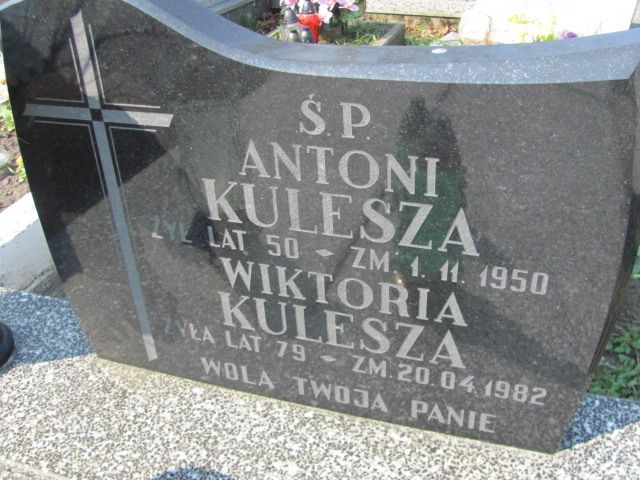 Ś.P.
ANTONI
KULESZA
ŻYŁ LAT 50 - ZM. 1.11.1950
WIKTORIA
KULESZA
ŻYŁA LAT 79 - ZM. 20.04.1982
WOLA TWOJA PANIE